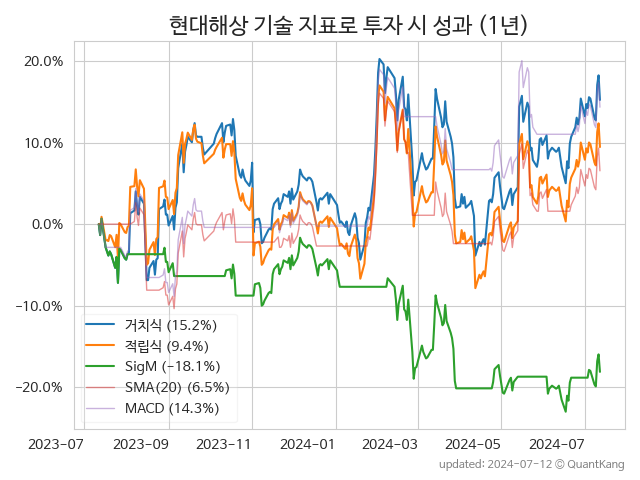 현대해상 기술 지표로 투자 시 성과 (1년)
20.0%
10.0%
0.0%
−10.0%
−20.0%
거치식 (15.2%)
적립식 (9.4%)
SigM (−18.1%)
SMA(20) (6.5%)
MACD (14.3%)
2023-07 2023-09 2023-11 2024-01 2024-03 2024-05 2024-07
updated: 2024-07-12 © QuantKang